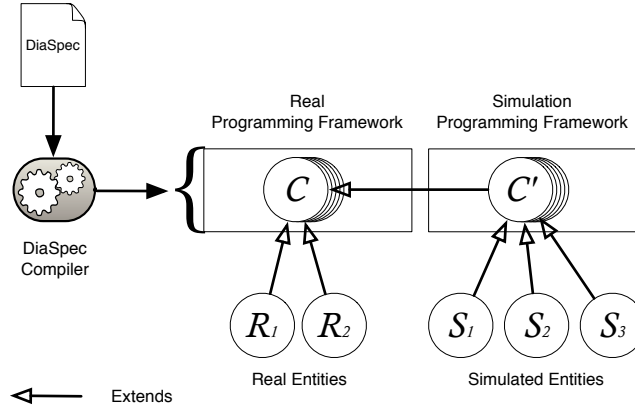 DiaSpec
Real
Programming Framework
Simulation
Programming Framework
C
C'
DiaSpec
Compiler
R1
R2
S1
S2
S3
Real Entities
Simulated Entities
Extends